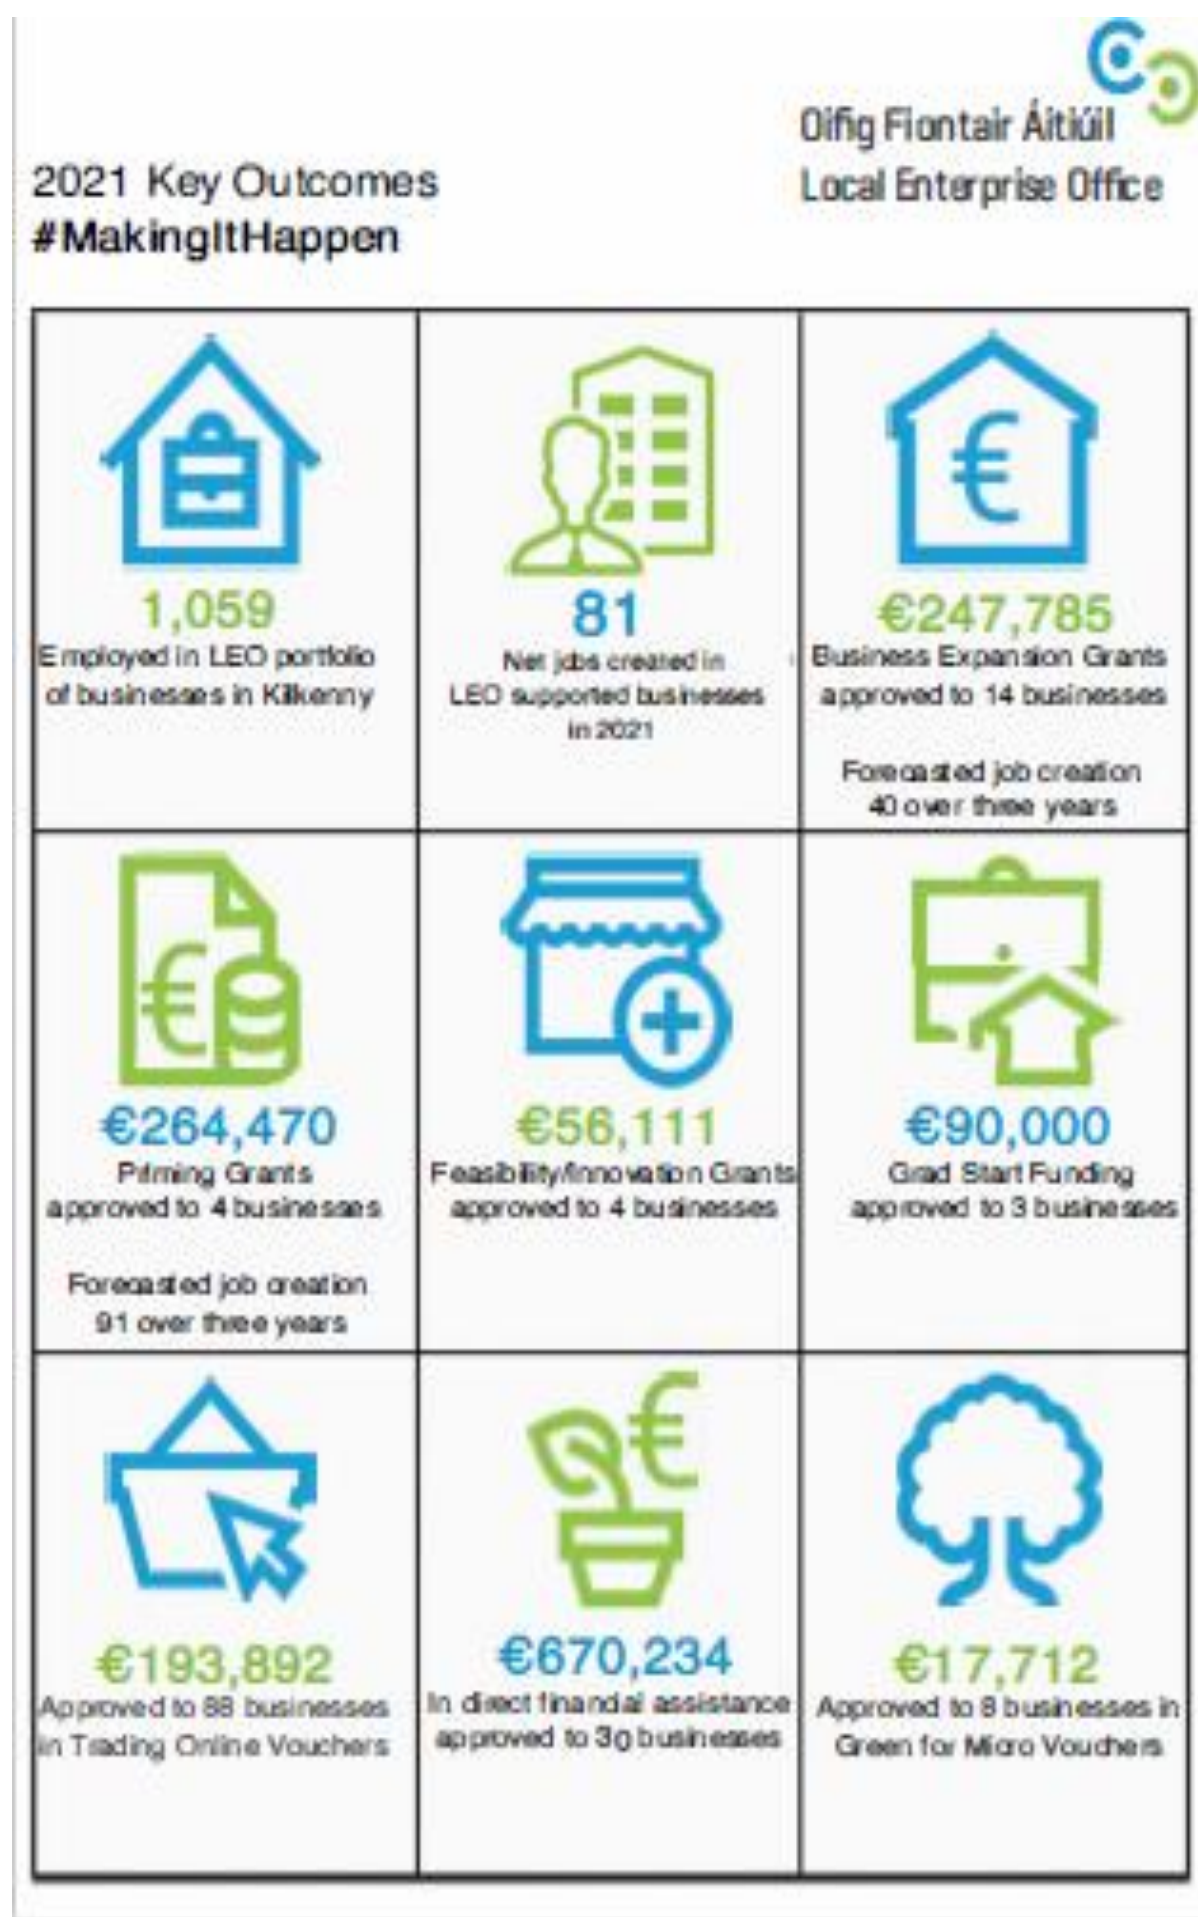 Oifig Fiontair Áitiúil
Local Enterprise Office
2021 Key Outcomes
#MakingItHappen
1,059
Employed in LEO portfolio
of businesses in Kilkenny
81
Net jobs created in
LEO supported businesses
in 2021
€247,785
Business Expansion Grants
approved to 14 businesses
Forecasted job creation
40 over three years
€264,470
Priming Grants
approved to 4 businesses
Forecasted job creation
91 over three years
€56,111
Feasibility/Innovation Grants
approved to 4 businesses
€90,000
Grad Start Funding
approved to 3 businesses
€193,892
Approved to 88 businesses
in Trading Online Vouchers
€670,234
In direct financial assistance
approved to businesses
€17,712
Approved to 8 businesses in
Green for Micro Vouchers